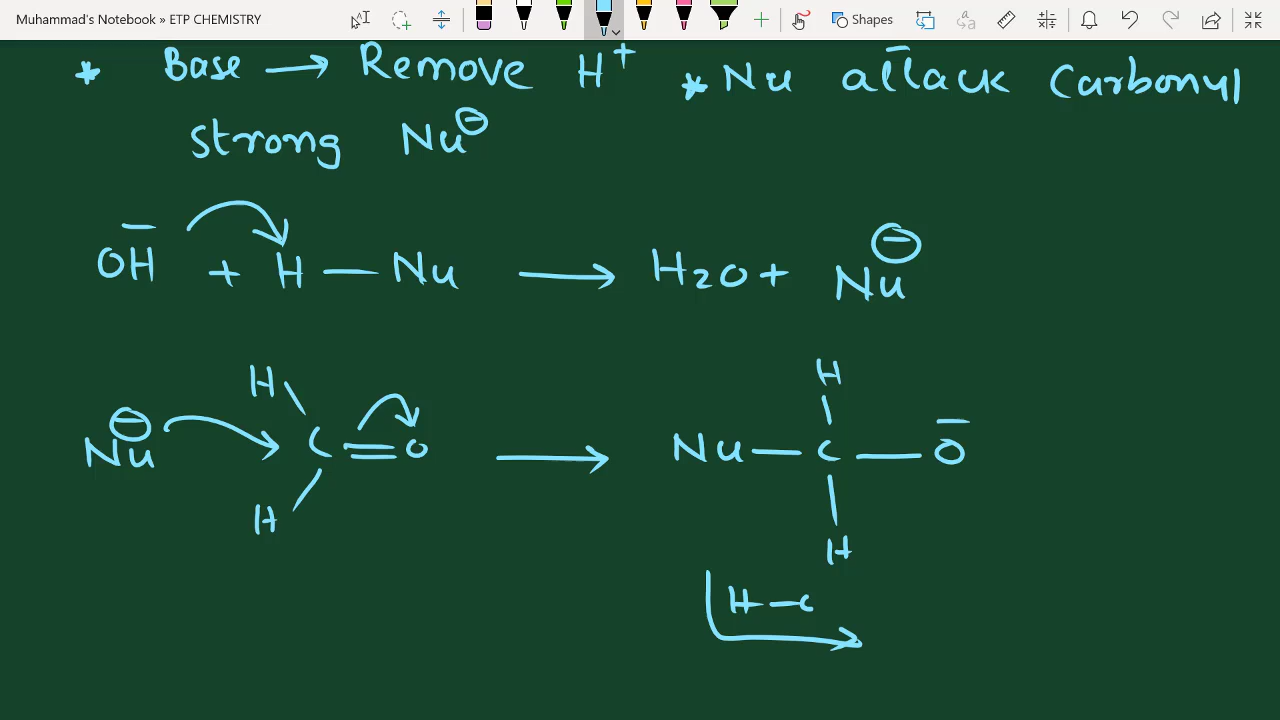 Muhammad's Notebook » ETP CHEMISTRY
Shapes
* Base → Remove H⁺ * Nu⁻ attack Carbonyl
strong Nu⊖
OH⁻ + H — Nu → H2O + Nu⊖
H
Nu⊖ C = O → Nu — C — O⁻
H
H
H
H — C